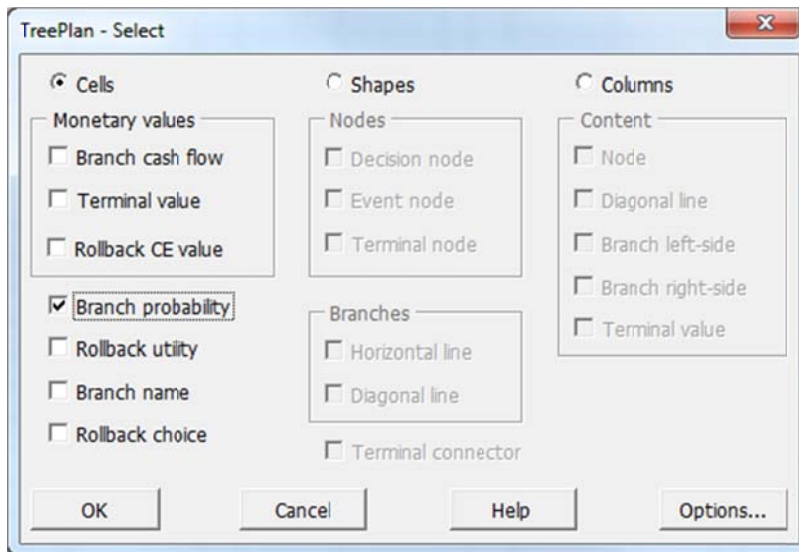 TreePlan - Select
Cells
Shapes
Columns
Monetary values
Branch cash flow
Terminal value
Rollback CE value
Branch probability
Rollback utility
Branch name
Rollback choice
Nodes
Decision node
Event node
Terminal node
Branches
Horizontal line
Diagonal line
Terminal connector
Content
Node
Diagonal line
Branch left-side
Branch right-side
Terminal value
OK
Cancel
Help
Options...